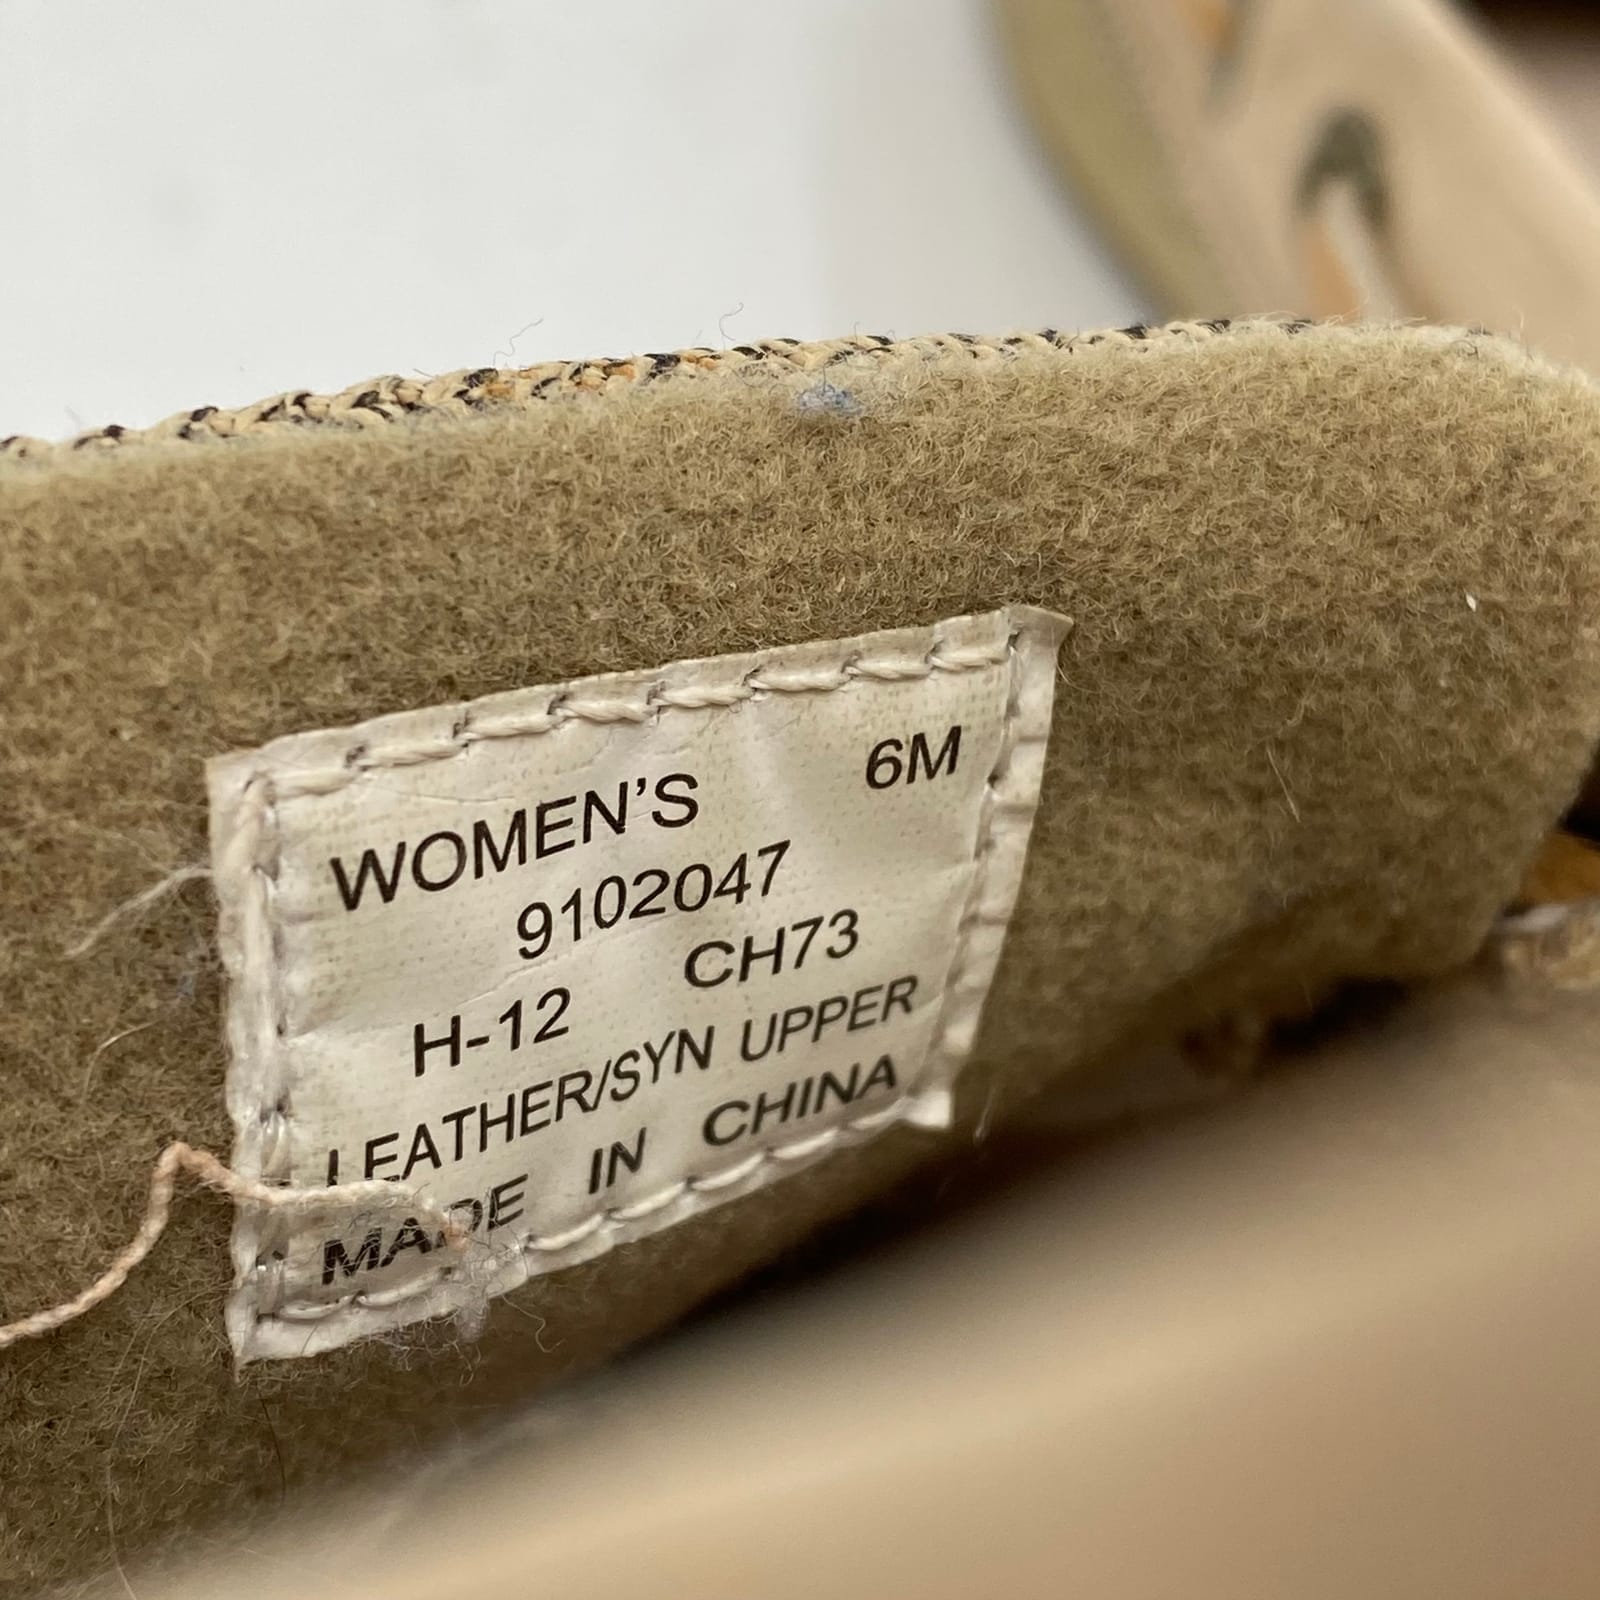 WOMEN'S 6M
9102047
H-12 CH73
LEATHER/SYN UPPER
MADE IN CHINA